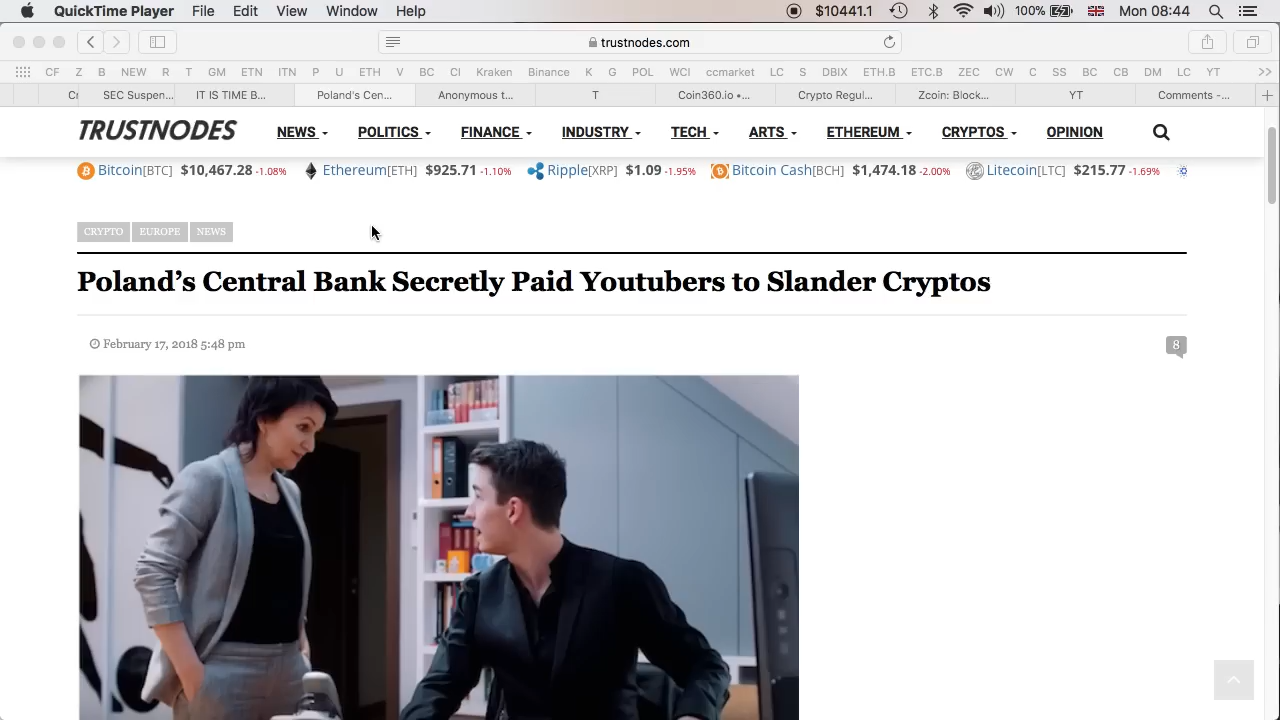 QuickTime Player File Edit View Window Help $10441.1 100% Mon 08:44
trustnodes.com
CF Z B NEW R T GM ETN ITN P U ETH V BC CI Kraken Binance K G POL WCI ccmarket LC S DBIX ETH.B ETC.B ZEC CW C SS BC CB DM LC YT >>
Cr SEC Suspen... IT IS TIME B... Poland's Cen... Anonymous t... T Coin360.io •... Crypto Regul... Zcoin: Block... YT Comments -...
TRUSTNODES NEWS POLITICS FINANCE INDUSTRY TECH ARTS ETHEREUM CRYPTOS OPINION
Bitcoin[BTC] $10,467.28 -1.08% Ethereum[ETH] $925.71 -1.10% Ripple[XRP] $1.09 -1.95% Bitcoin Cash[BCH] $1,474.18 -2.00% Litecoin[LTC] $215.77 -1.69%
CRYPTO EUROPE NEWS
Poland’s Central Bank Secretly Paid Youtubers to Slander Cryptos
February 17, 2018 5:48 pm 8